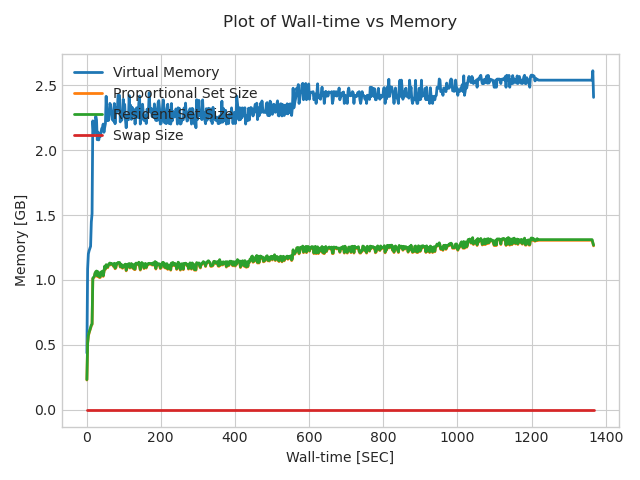 Plot of Wall-time vs Memory
Virtual Memory
Proportional Set Size
Resident Set Size
Swap Size
2.5
2.0
1.5
1.0
0.5
0.0
Memory [GB]
0 200 400 600 800 1000 1200 1400
Wall-time [SEC]